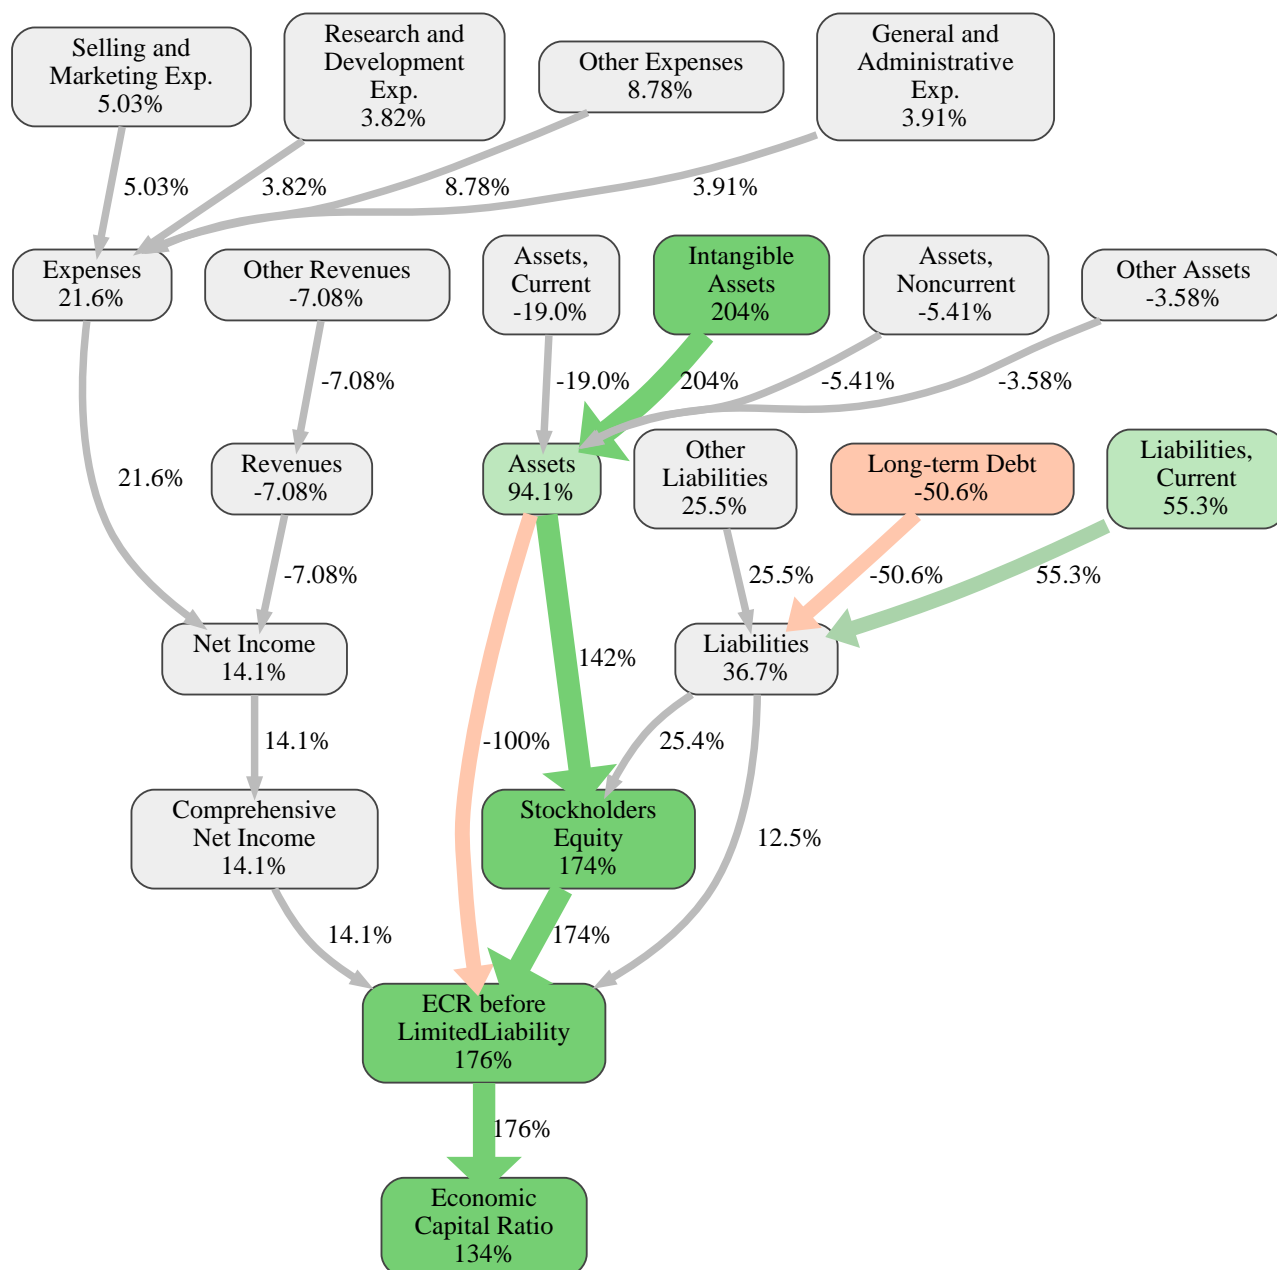 Selling and
Marketing Exp.
5.03%
Research and
Development
Exp.
3.82%
Other Expenses
8.78%
General and
Administrative
Exp.
3.91%
5.03%
3.82%
8.78%
3.91%
Expenses
21.6%
Other Revenues
-7.08%
Assets,
Current
-19.0%
Intangible
Assets
204%
Assets,
Noncurrent
-5.41%
Other Assets
-3.58%
-7.08%
-19.0%
204%
-5.41%
-3.58%
21.6%
Revenues
-7.08%
Assets
94.1%
Other
Liabilities
25.5%
Long-term Debt
-50.6%
Liabilities,
Current
55.3%
-7.08%
25.5%
-50.6%
55.3%
Net Income
14.1%
142%
Liabilities
36.7%
14.1%
-100%
25.4%
Comprehensive
Net Income
14.1%
Stockholders
Equity
174%
12.5%
14.1%
174%
ECR before
LimitedLiability
176%
176%
Economic
Capital Ratio
134%